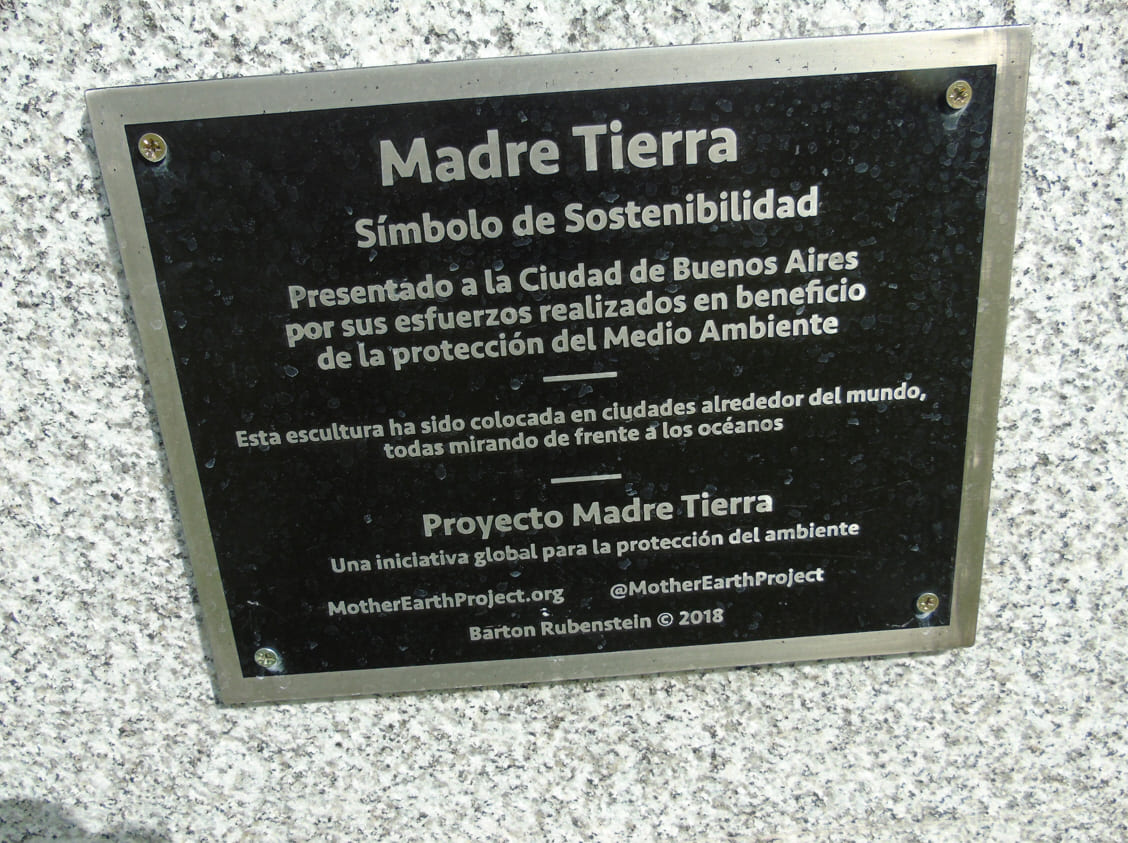 Madre Tierra
Símbolo de Sostenibilidad
Presentado a la Ciudad de Buenos Aires
por sus esfuerzos realizados en beneficio
de la protección del Medio Ambiente
Esta escultura ha sido colocada en ciudades alrededor del mundo,
todas mirando de frente a los océanos
Proyecto Madre Tierra
Una iniciativa global para la protección del ambiente
MotherEarthProject.org @MotherEarthProject
Barton Rubenstein © 2018